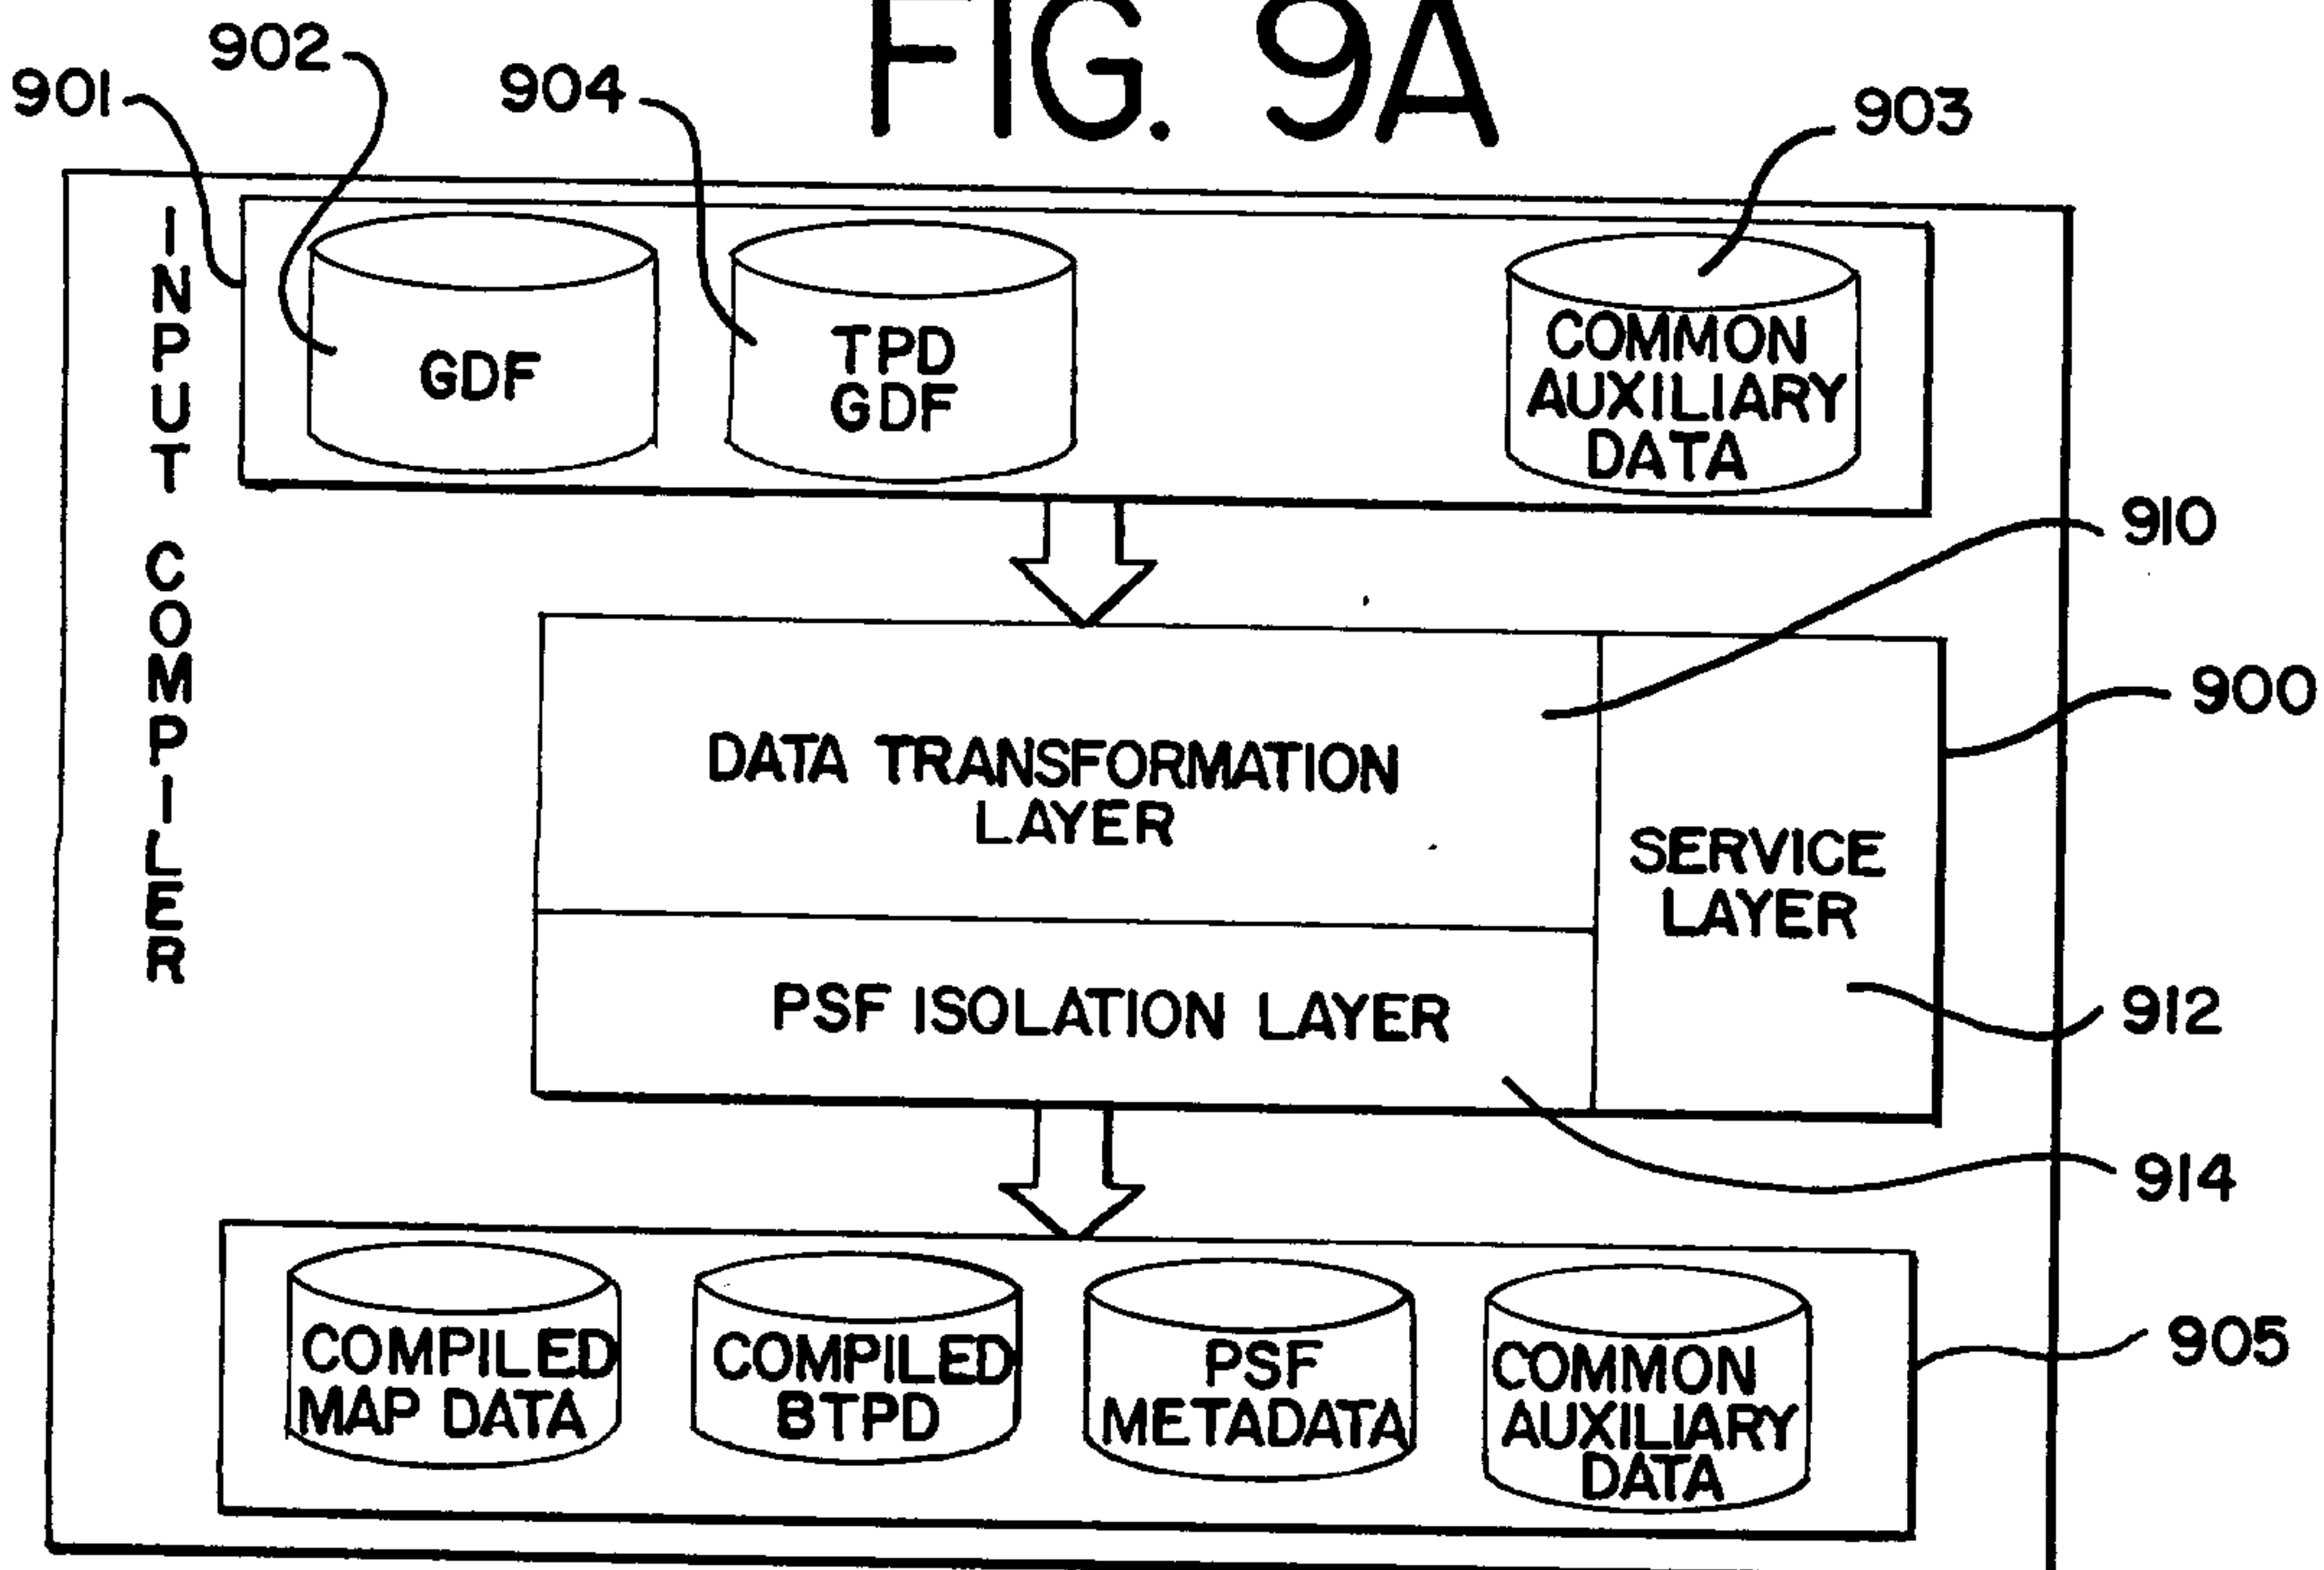 FIG. 9A
901
902
904
903
INPUT COMPILER
GDF
TPD
GDF
COMMON
AUXILIARY
DATA
910
900
DATA TRANSFORMATION
LAYER
SERVICE
LAYER
PSF ISOLATION LAYER
912
914
905
COMPILED
MAP DATA
COMPILED
BTPD
PSF
METADATA
COMMON
AUXILIARY
DATA